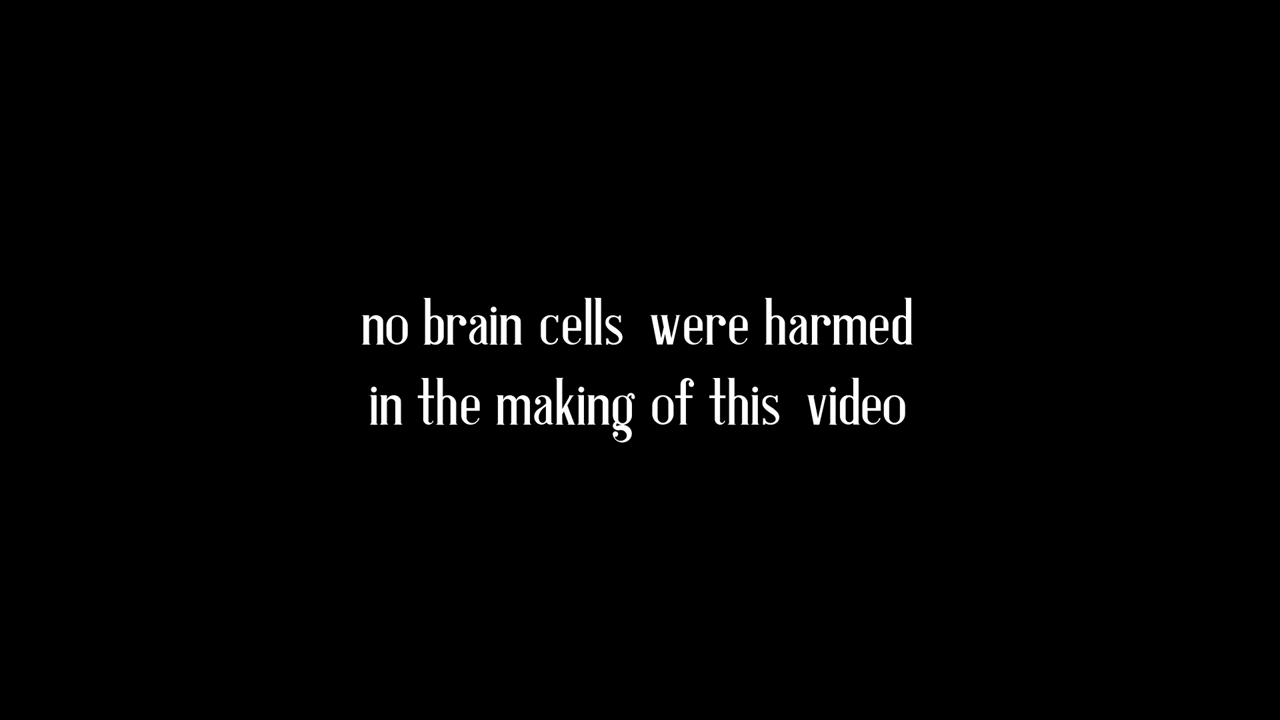 no brain cells were harmed
in the making of this video